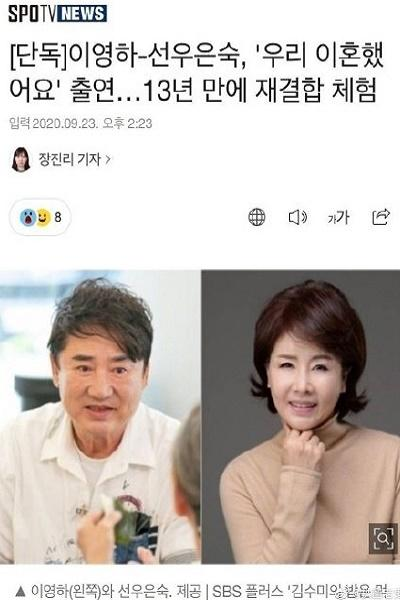 SPOTV NEWS
[단독]이영하-선우은숙, '우리 이혼했
어요' 출연…13년 만에 재결합 체험
입력 2020.09.23. 오후 2:23
장진리 기자 >
8
가가
▲ 이영하(왼쪽)와 선우은숙. 제공 | SBS 플러스 '김수미의 밥은 먹